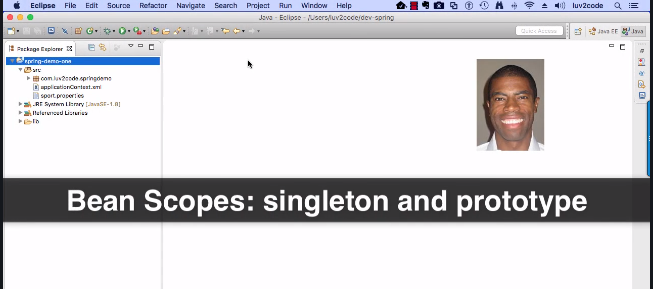 Eclipse File Edit Source Refactor Navigate Search Project Run Window Help luv2code
Java - Eclipse - /Users/luv2code/dev-spring
Quick Access Java EE Java
Package Explorer
spring-demo-one
src
com.luv2code.springdemo
applicationContext.xml
sport.properties
JRE System Library [JavaSE-1.8]
Referenced Libraries
lib
Bean Scopes: singleton and prototype